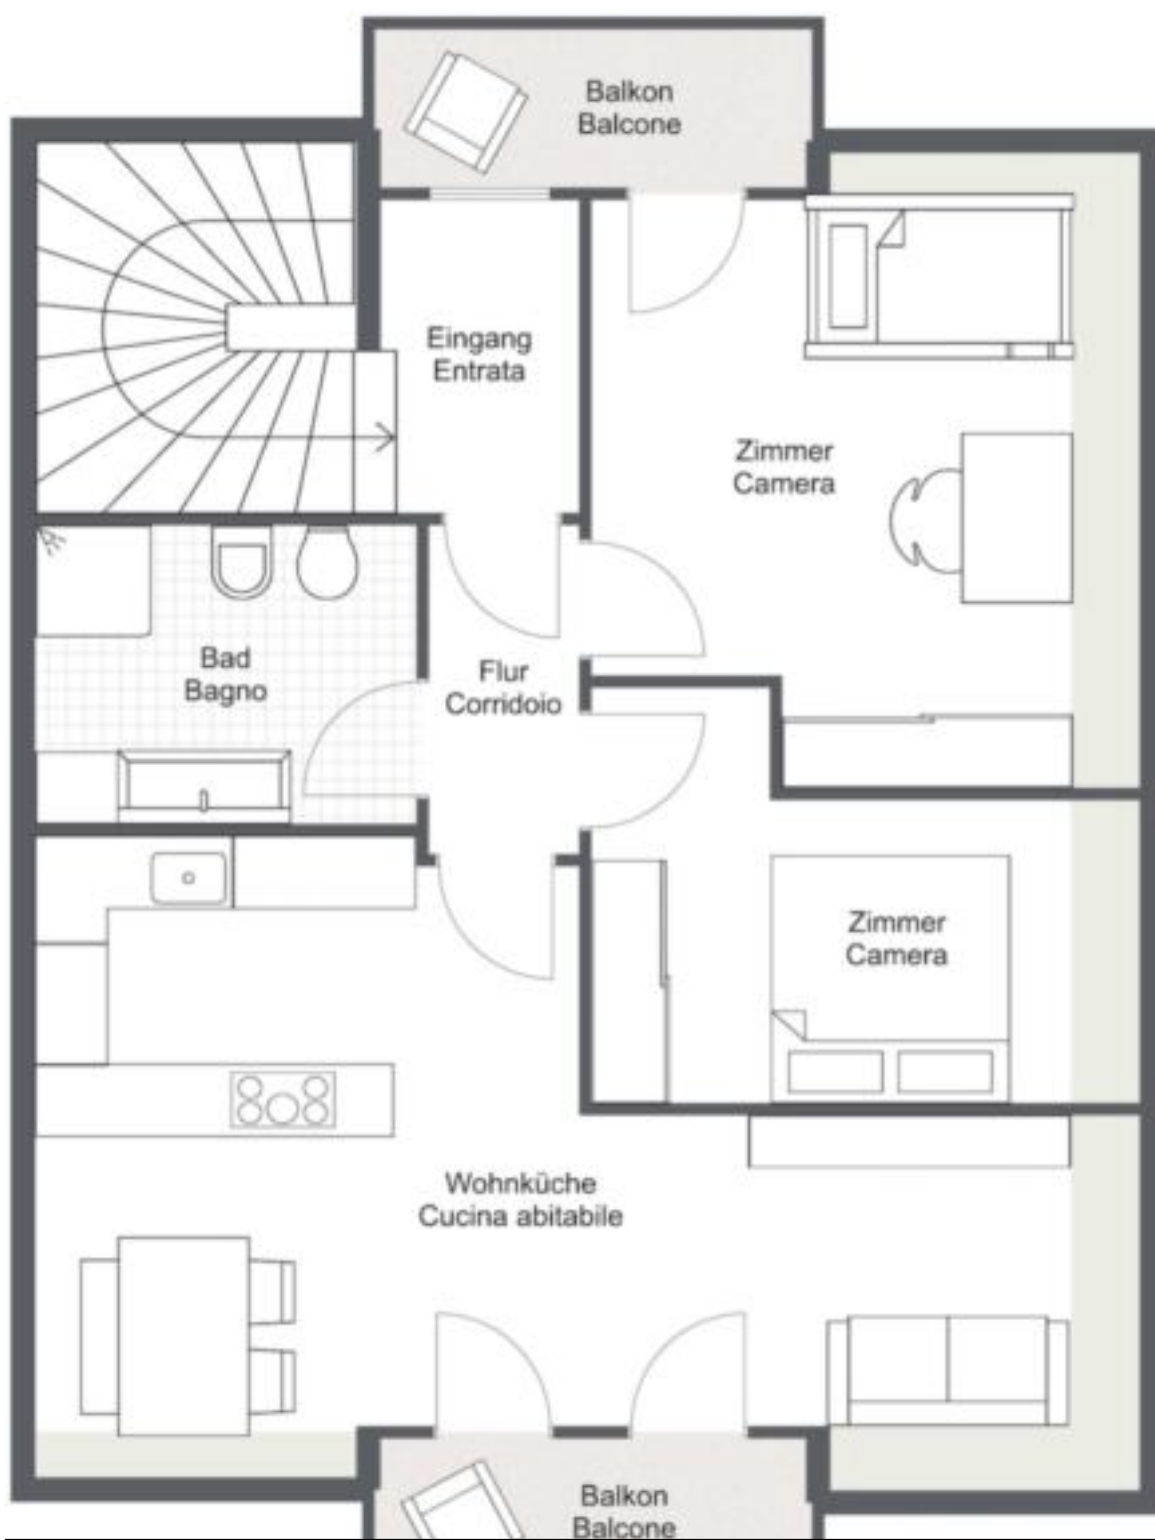 Balkon
Balcone
Eingang
Entrata
Zimmer
Camera
Bad
Bagno
Flur
Corridoio
Zimmer
Camera
Wohnküche
Cucina abitabile
Balkon
Balcone